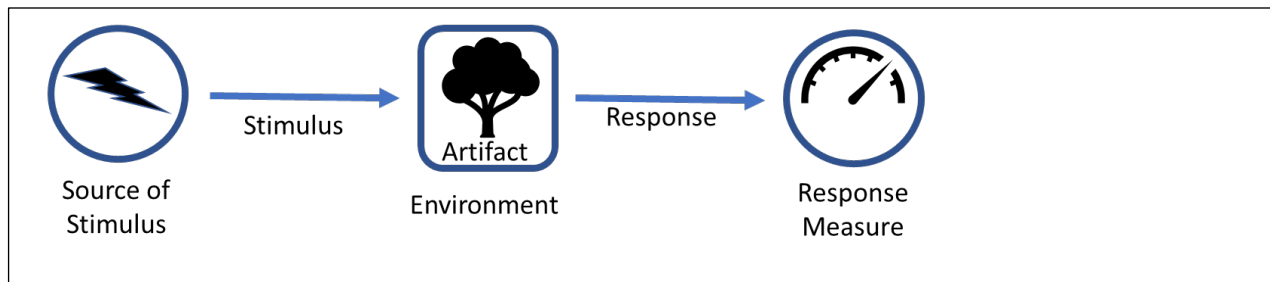 Source of
Stimulus
Stimulus
Artifact
Environment
Response
Response
Measure